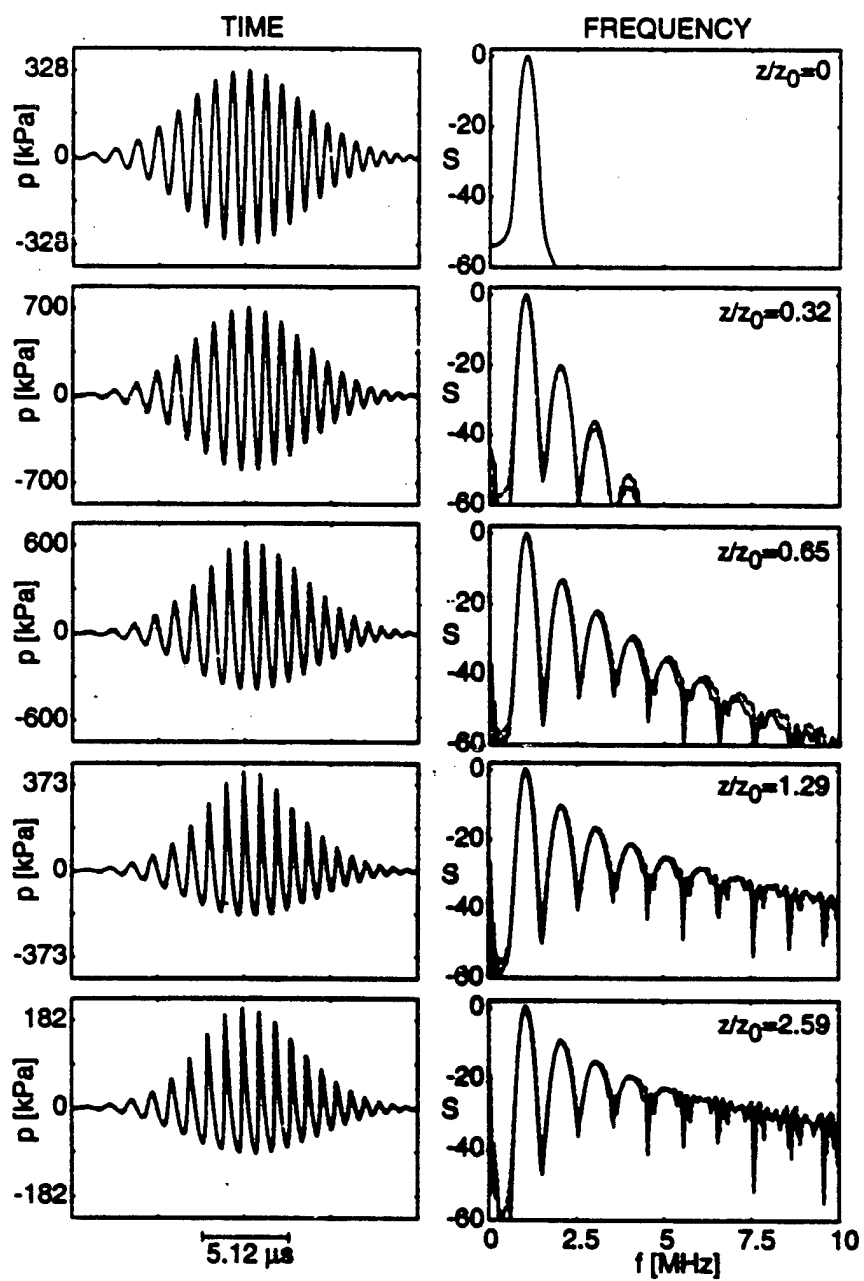 TIME
FREQUENCY
328
0
-328
p [kPa]
0
-20
-40
-60
S
z/z0=0
700
0
-700
p [kPa]
0
-20
-40
-60
S
z/z0=0.32
600
0
-600
p [kPa]
0
-20
-40
-60
S
z/z0=0.65
373
0
-373
p [kPa]
0
-20
-40
-60
S
z/z0=1.29
182
0
-182
p [kPa]
0
-20
-40
-60
S
z/z0=2.59
5.12 µs
0
2.5
5
7.5
10
f [MHz]